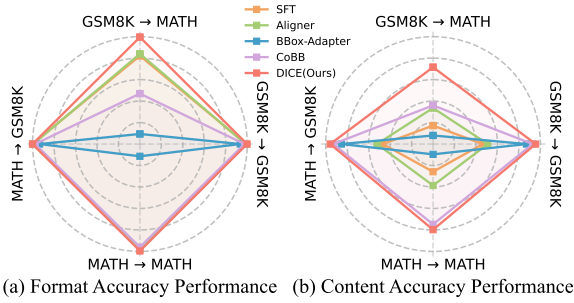 GSM8K → MATH
SFT
Aligner
BBox-Adapter
CoBB
DICE(Ours)
GSM8K → MATH
MATH → GSM8K
GSM8K → GSM8K
MATH → GSM8K
GSM8K → GSM8K
MATH → MATH
MATH → MATH
(a) Format Accuracy Performance
(b) Content Accuracy Performance